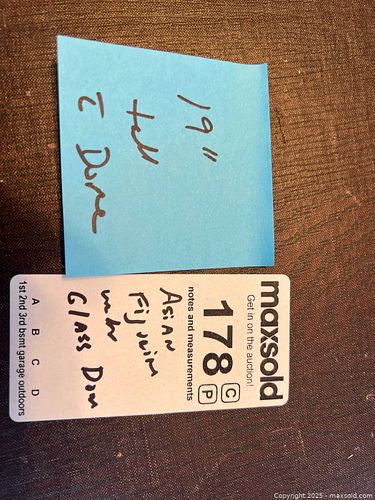 19"
tall
c̄ Dome
maxsold
Get in on the auction!
178 C P
notes and measurements
Asian
Figurine
under
Glass Dom
A B C D
1st 2nd 3rd bsmt garage outdoors
Copyright 2025 - maxsold.com